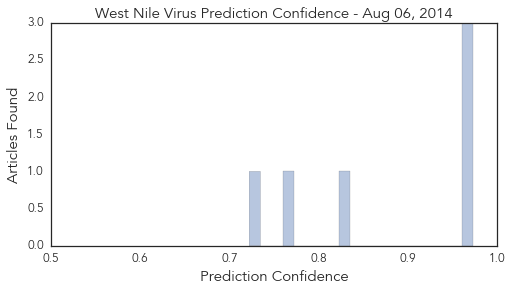 West Nile Virus Prediction Confidence - Aug 06, 2014
3.0
2.5
2.0
1.5
1.0
0.5
0.0
Articles Found
0.5 0.6 0.7 0.8 0.9 1.0
Prediction Confidence